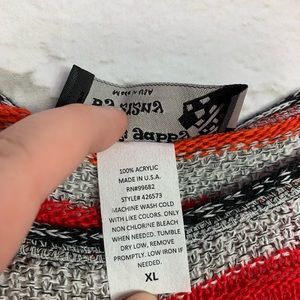 100% ACRYLIC
MADE IN U.S.A.
RN#99682
STYLE# 426573
MACHINE WASH COLD
WITH LIKE COLORS. ONLY
NON CHLORINE BLEACH
WHEN NEEDED. TUMBLE
DRY LOW, REMOVE
PROMPTLY. LOW IRON IF
NEEDED.
XL